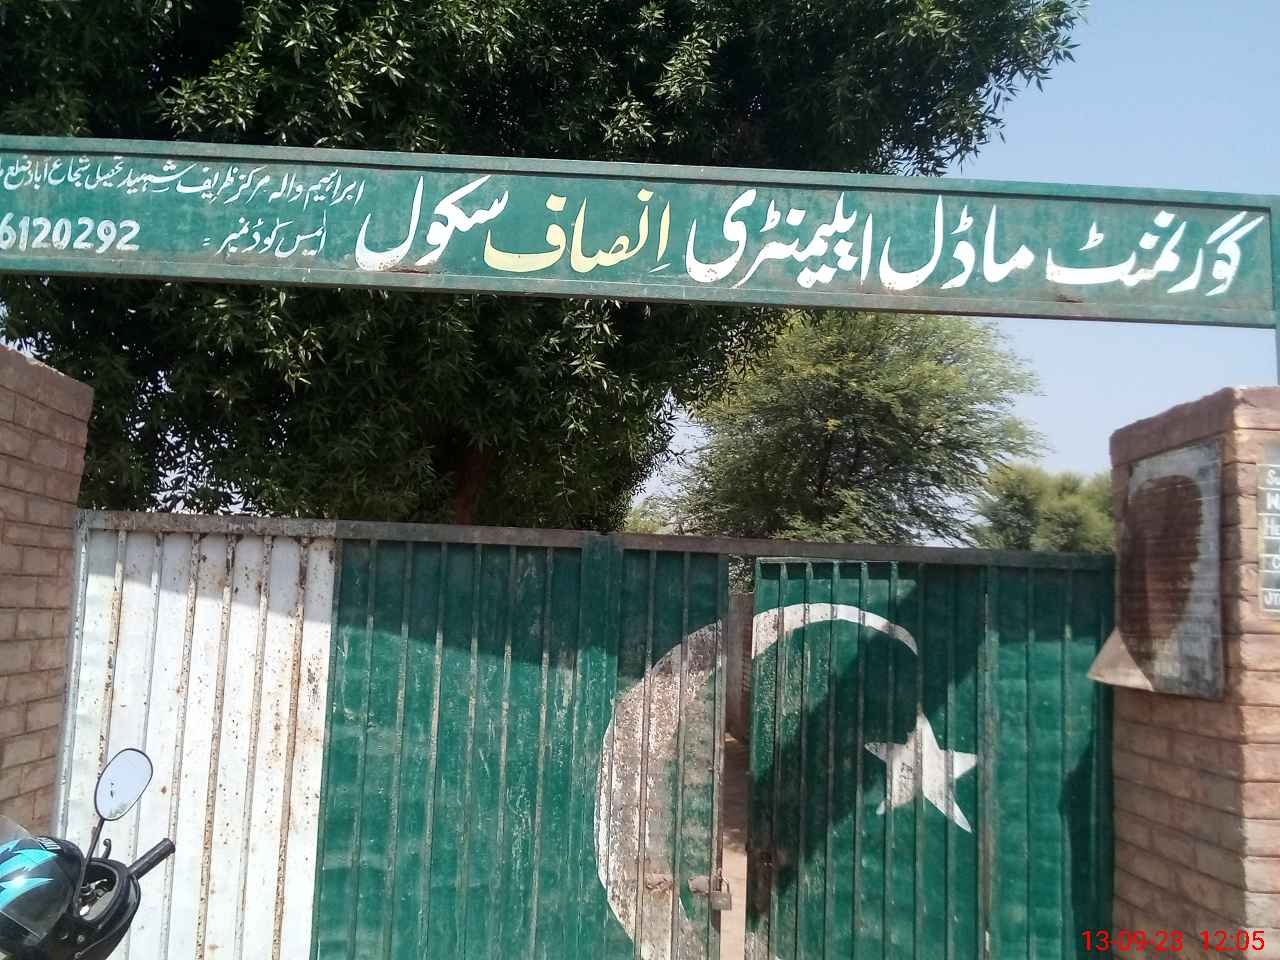 گورنمنٹ ماڈل ایلیمنٹری اِنصاف سکول
ابراہیم والہ مرکز ظریف شہید تحصیل شجاع آباد ضلع
ایمس کوڈ نمبر = 6120292
13-09-23 12:05